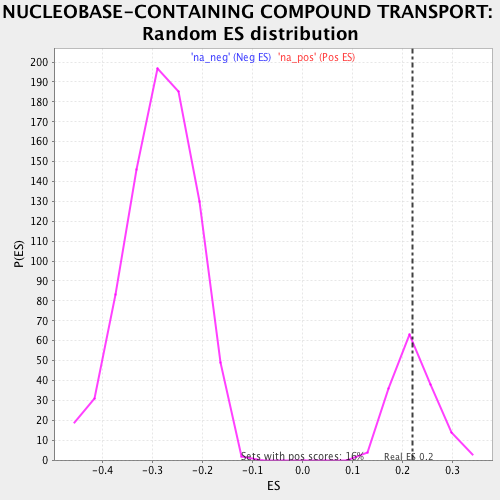 NUCLEOBASE-CONTAINING COMPOUND TRANSPORT:
Random ES distribution
'na_neg' (Neg ES) 'na_pos' (Pos ES)
200
190
180
170
160
150
140
130
120
110
100
90
80
70
60
50
40
30
20
10
0
P(ES)
Sets with pos scores: 16%
Real ES 0.2
-0.4 -0.3 -0.2 -0.1 0.0 0.1 0.2 0.3
ES